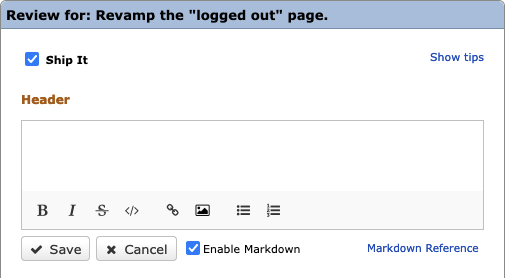 Review for: Revamp the "logged out" page.
Ship It
Show tips
Header
B I S </>
Save
Cancel
Enable Markdown
Markdown Reference